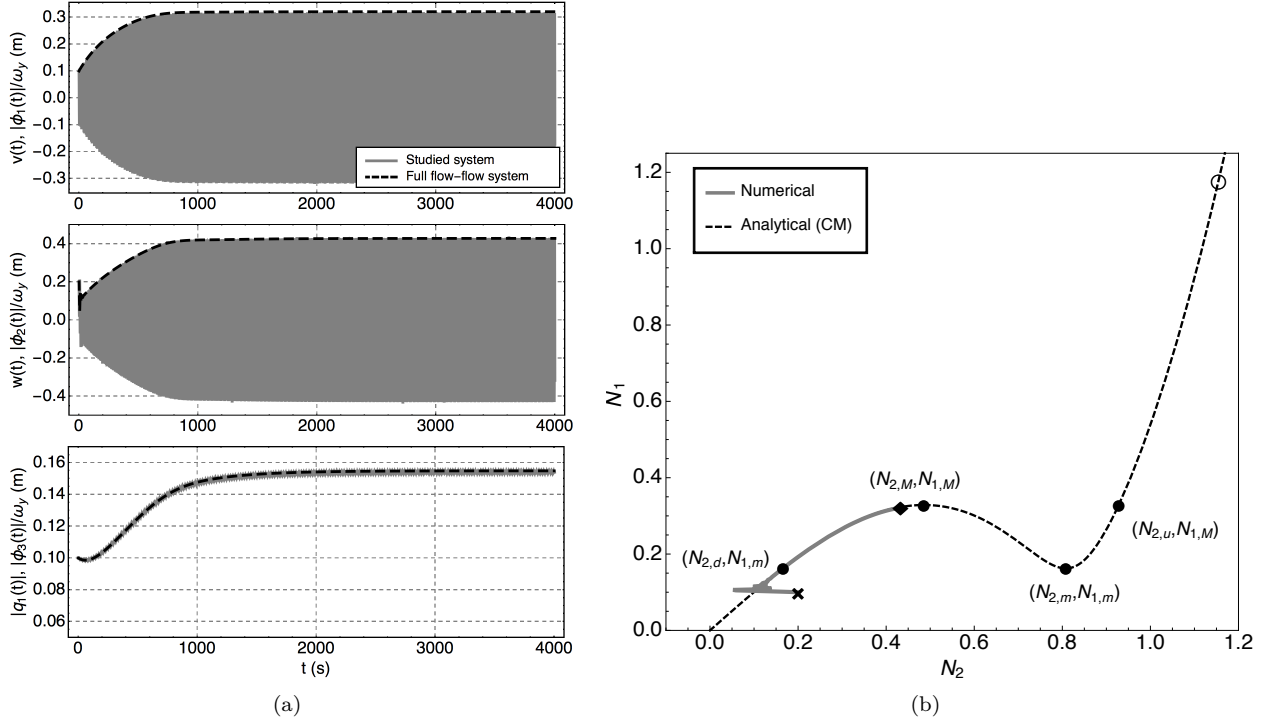 0.3
0.2
0.1
0.0
−0.1
−0.2
−0.3
v(t), |ϕ₁(t)|/ω_y (m)
Studied system
Full flow−flow system
0 1000 2000 3000 4000
0.4
0.2
0.0
−0.2
−0.4
w(t), |ϕ₂(t)|/ω_y (m)
0 1000 2000 3000 4000
0.16
0.14
0.12
0.10
0.08
0.06
|q₁(t)|, |ϕ₃(t)|/ω_y (m)
0 1000 2000 3000 4000
t (s)
(a)
1.2
1.0
0.8
0.6
0.4
0.2
0.0
N₁
Numerical
Analytical (CM)
(N₂,M,N₁,M)
(N₂,u,N₁,M)
(N₂,d,N₁,m)
(N₂,m,N₁,m)
0.0 0.2 0.4 0.6 0.8 1.0 1.2
N₂
(b)